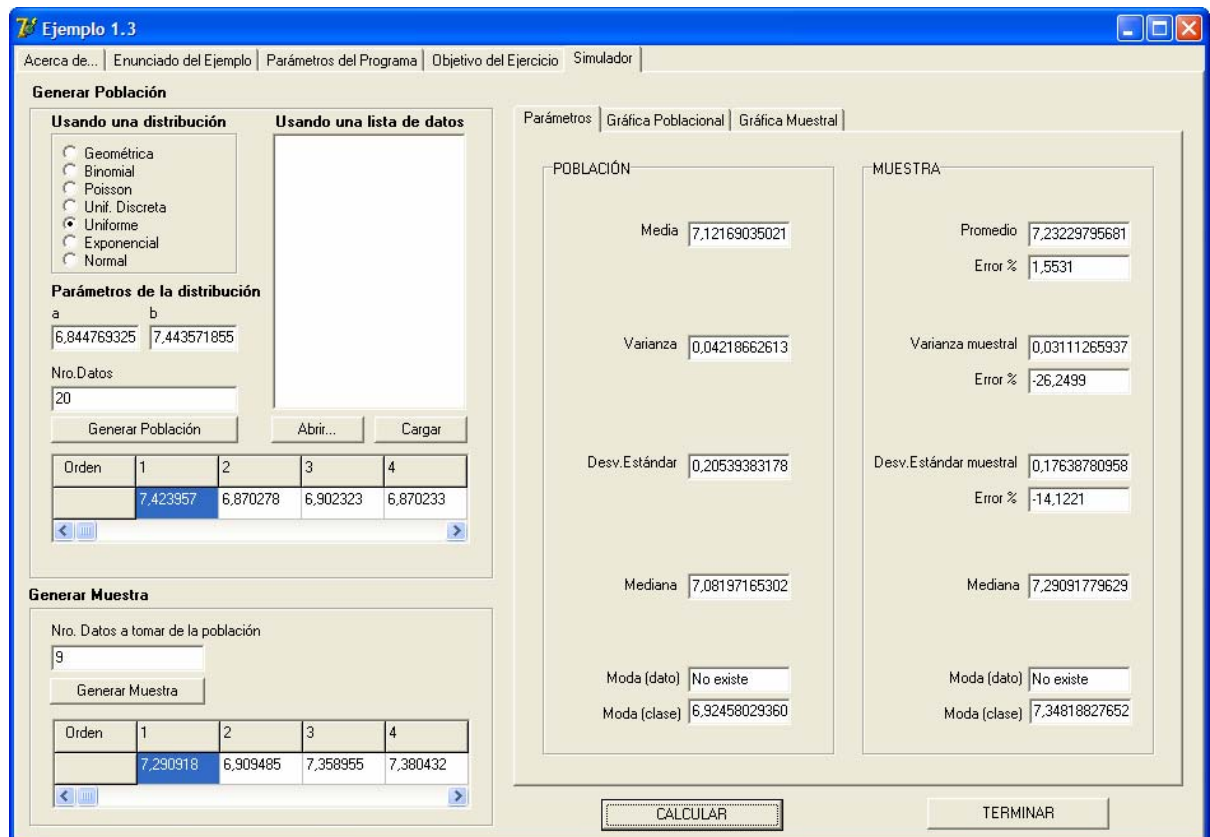 Ejemplo 1.3
Acerca de... Enunciado del Ejemplo Parámetros del Programa Objetivo del Ejercicio Simulador
Generar Población
Usando una distribución
Geométrica
Binomial
Poisson
Unif. Discreta
Uniforme
Exponencial
Normal
Usando una lista de datos
Parámetros de la distribución
a b
6,844769325 7,443571855
Nro.Datos
20
Generar Población Abrir... Cargar
Orden 1 2 3 4
7,423957 6,870278 6,902323 6,870233
Generar Muestra
Nro. Datos a tomar de la población
9
Generar Muestra
Orden 1 2 3 4
7,290918 6,909485 7,358955 7,380432
Parámetros Gráfica Poblacional Gráfica Muestral
POBLACIÓN
Media 7,12169035021
Varianza 0,04218662613
Desv.Estándar 0,20539383178
Mediana 7,08197165302
Moda (dato) No existe
Moda (clase) 6,92458029360
MUESTRA
Promedio 7,23229795681
Error % 1,5531
Varianza muestral 0,03111265937
Error % -26,2499
Desv.Estándar muestral 0,17638780958
Error % -14,1221
Mediana 7,29091779629
Moda (dato) No existe
Moda (clase) 7,34818827652
CALCULAR TERMINAR